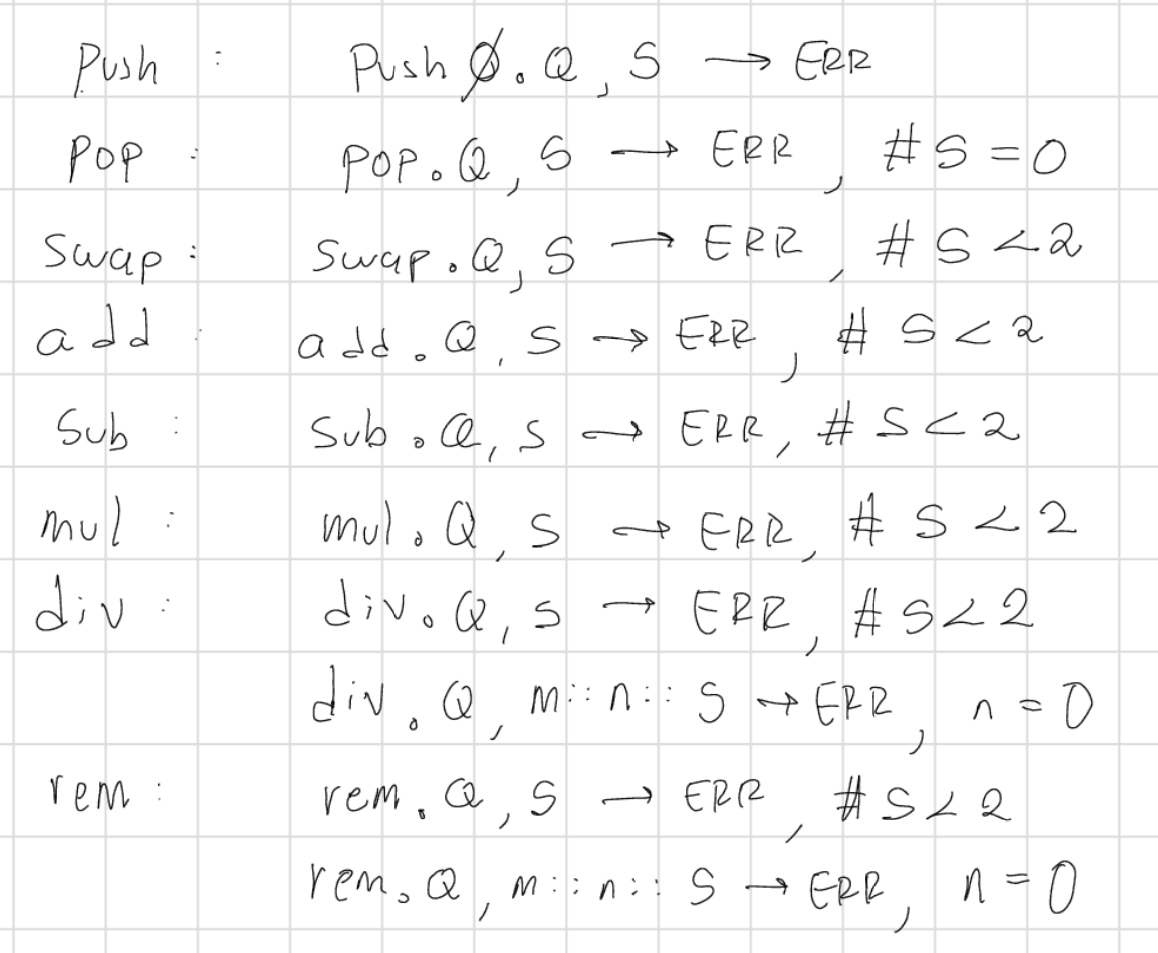 Push : Push ∅.Q, S → ERR
POP : POP.Q, S → ERR, #S=0
Swap : Swap.Q, S → ERR, #S<2
add : add.Q, S → ERR, #S<2
Sub : Sub.Q, S → ERR, #S<2
mul : mul.Q, S → ERR, #S<2
div : div.Q, S → ERR, #S<2
div.Q, m::n::S → ERR, n=0
rem : rem.Q, S → ERR, #S<2
rem.Q, m::n::S → ERR, n=0